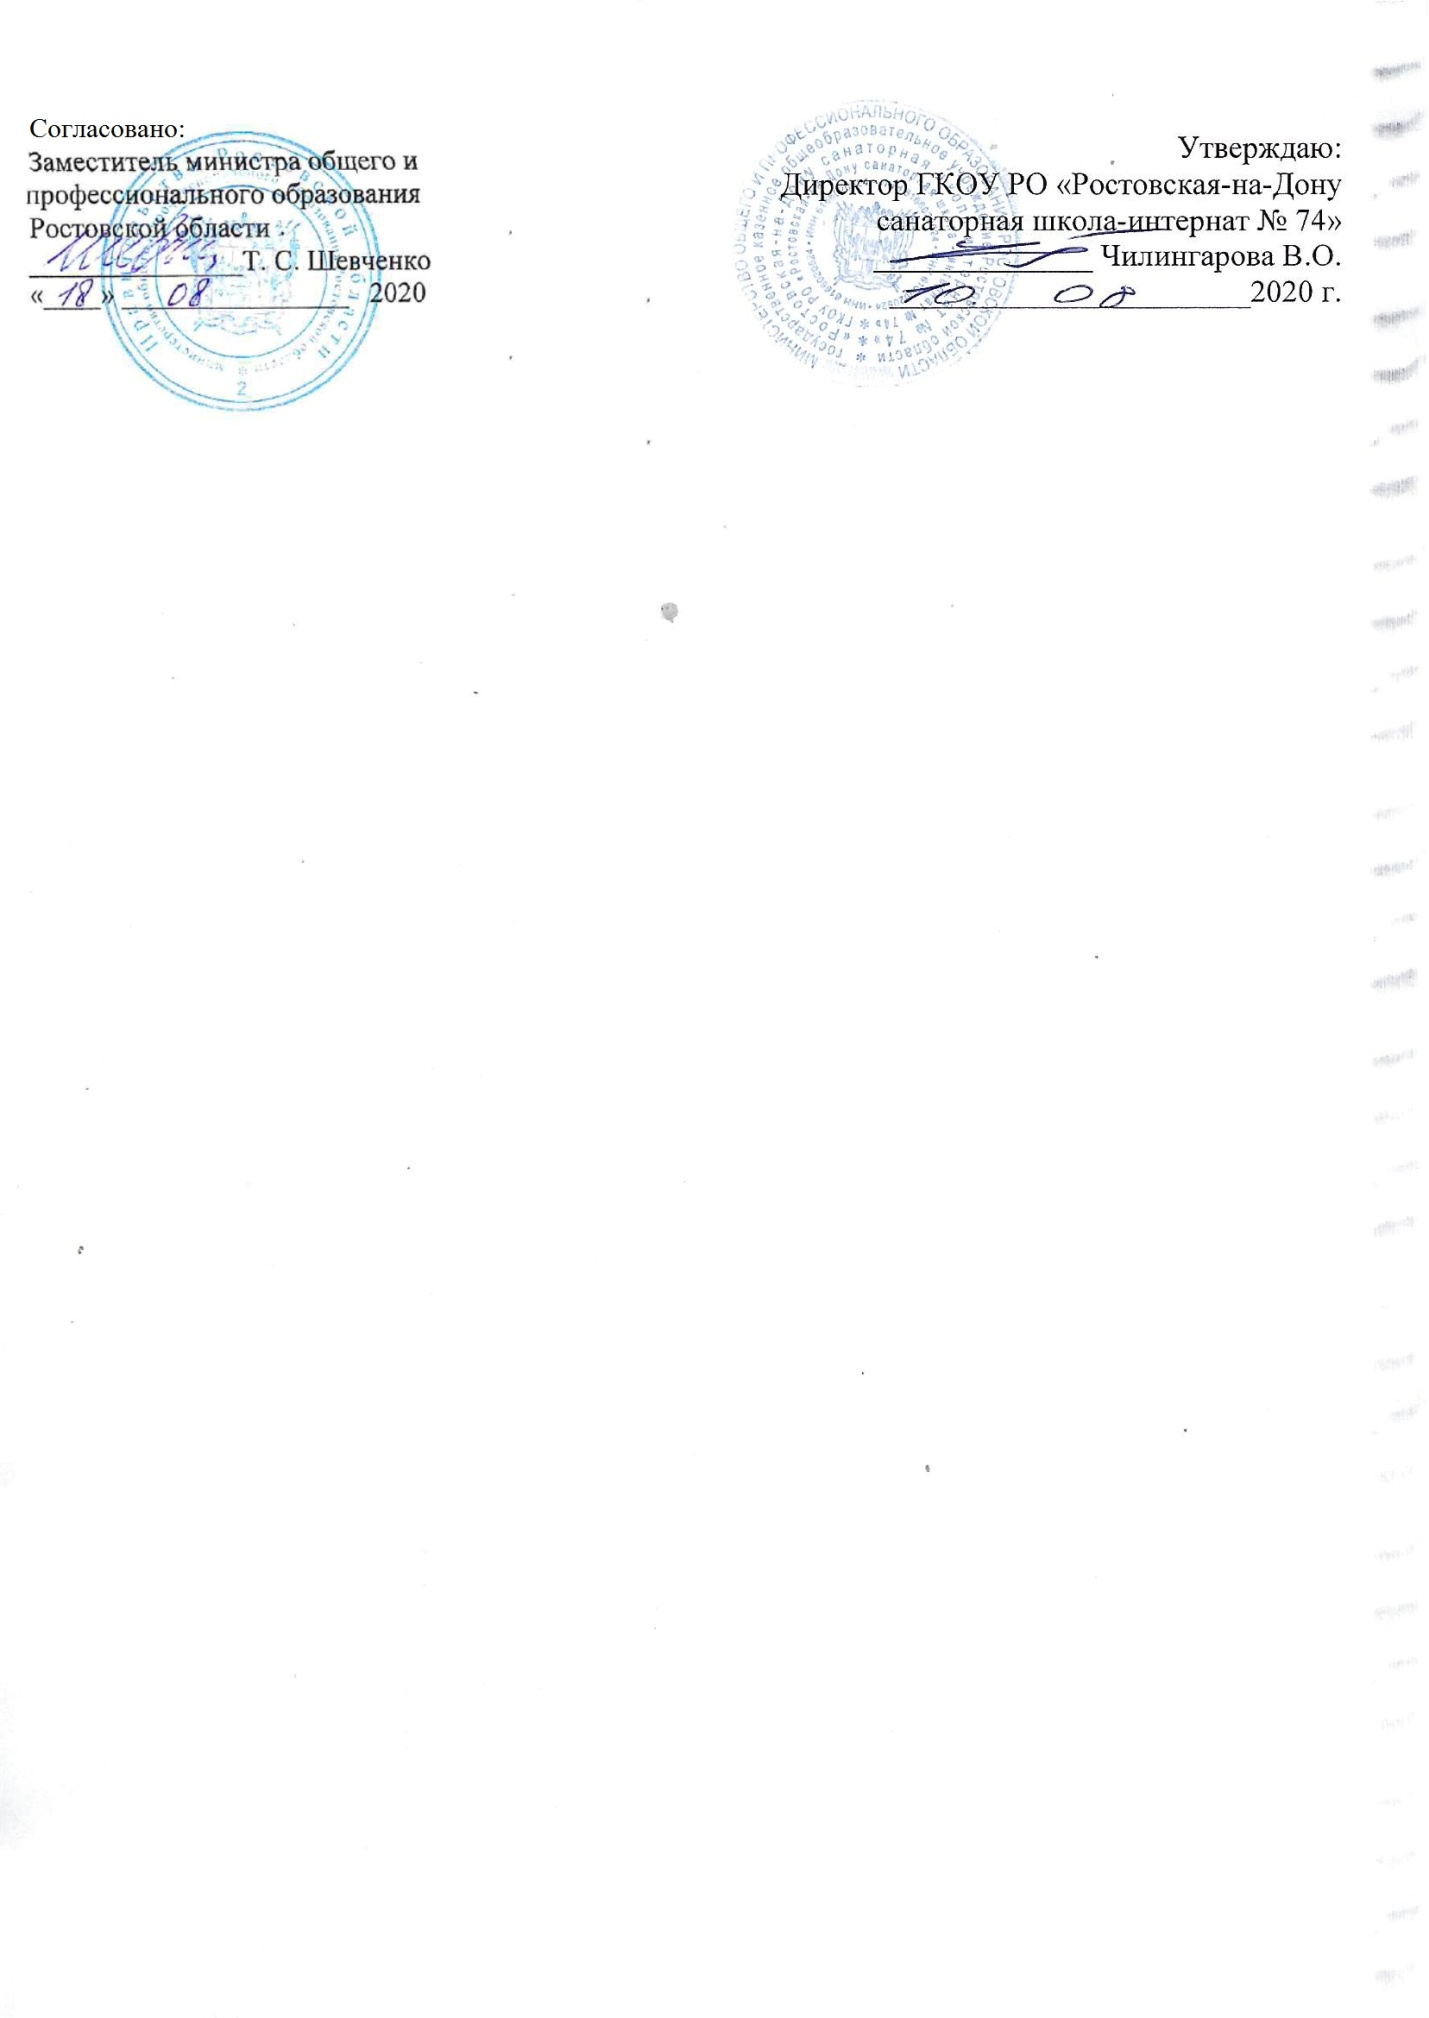 Согласовано:
Заместитель министра общего и
профессионального образования
Ростовской области .
Т. С. Шевченко
« 18 » 08 2020
Утверждаю:
Директор ГКОУ РО «Ростовская-на-Дону
санаторная школа-интернат № 74»
Чилингарова В.О.
10 08 2020 г.
2